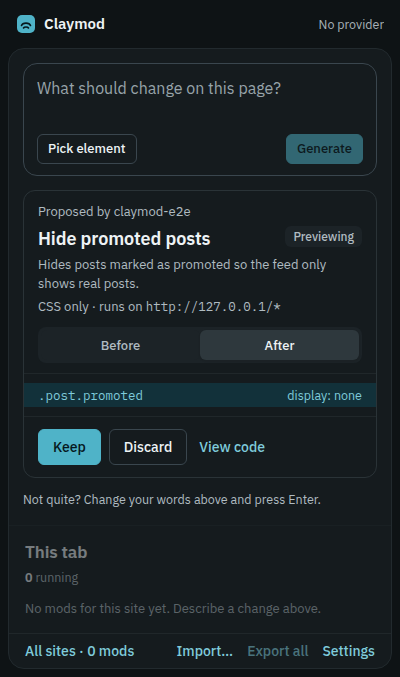 Claymod
No provider
What should change on this page?
Pick element
Generate
Proposed by claymod-e2e
Hide promoted posts
Previewing
Hides posts marked as promoted so the feed only
shows real posts.
CSS only · runs on http://127.0.0.1/*
Before
After
.post.promoted
display: none
Keep
Discard
View code
Not quite? Change your words above and press Enter.
This tab
0 running
No mods for this site yet. Describe a change above.
All sites · 0 mods
Import...
Export all
Settings